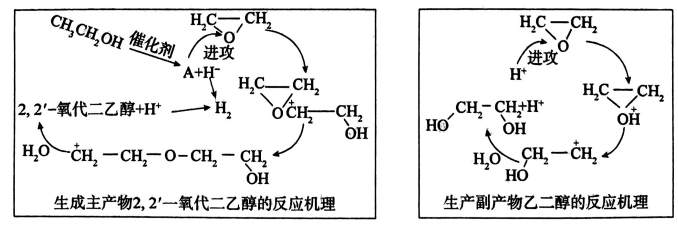 CH₃CH₂OH 催化剂
H₂C CH₂
O
进攻
A+H⁻
H₂C CH₂
O⁺
CH₂ CH₂
OH
H₂
2, 2′-氧代二乙醇+H⁺
H₂O
⁺CH₂—CH₂—O—CH₂—CH₂
OH
生成主产物2, 2′一氧代二乙醇的反应机理
H₂C CH₂
O
进攻
H⁺
H₂C CH₂
OH⁺
CH₂ ⁺CH₂
HO
H₂O
+H⁺
HO OH
生产副产物乙二醇的反应机理